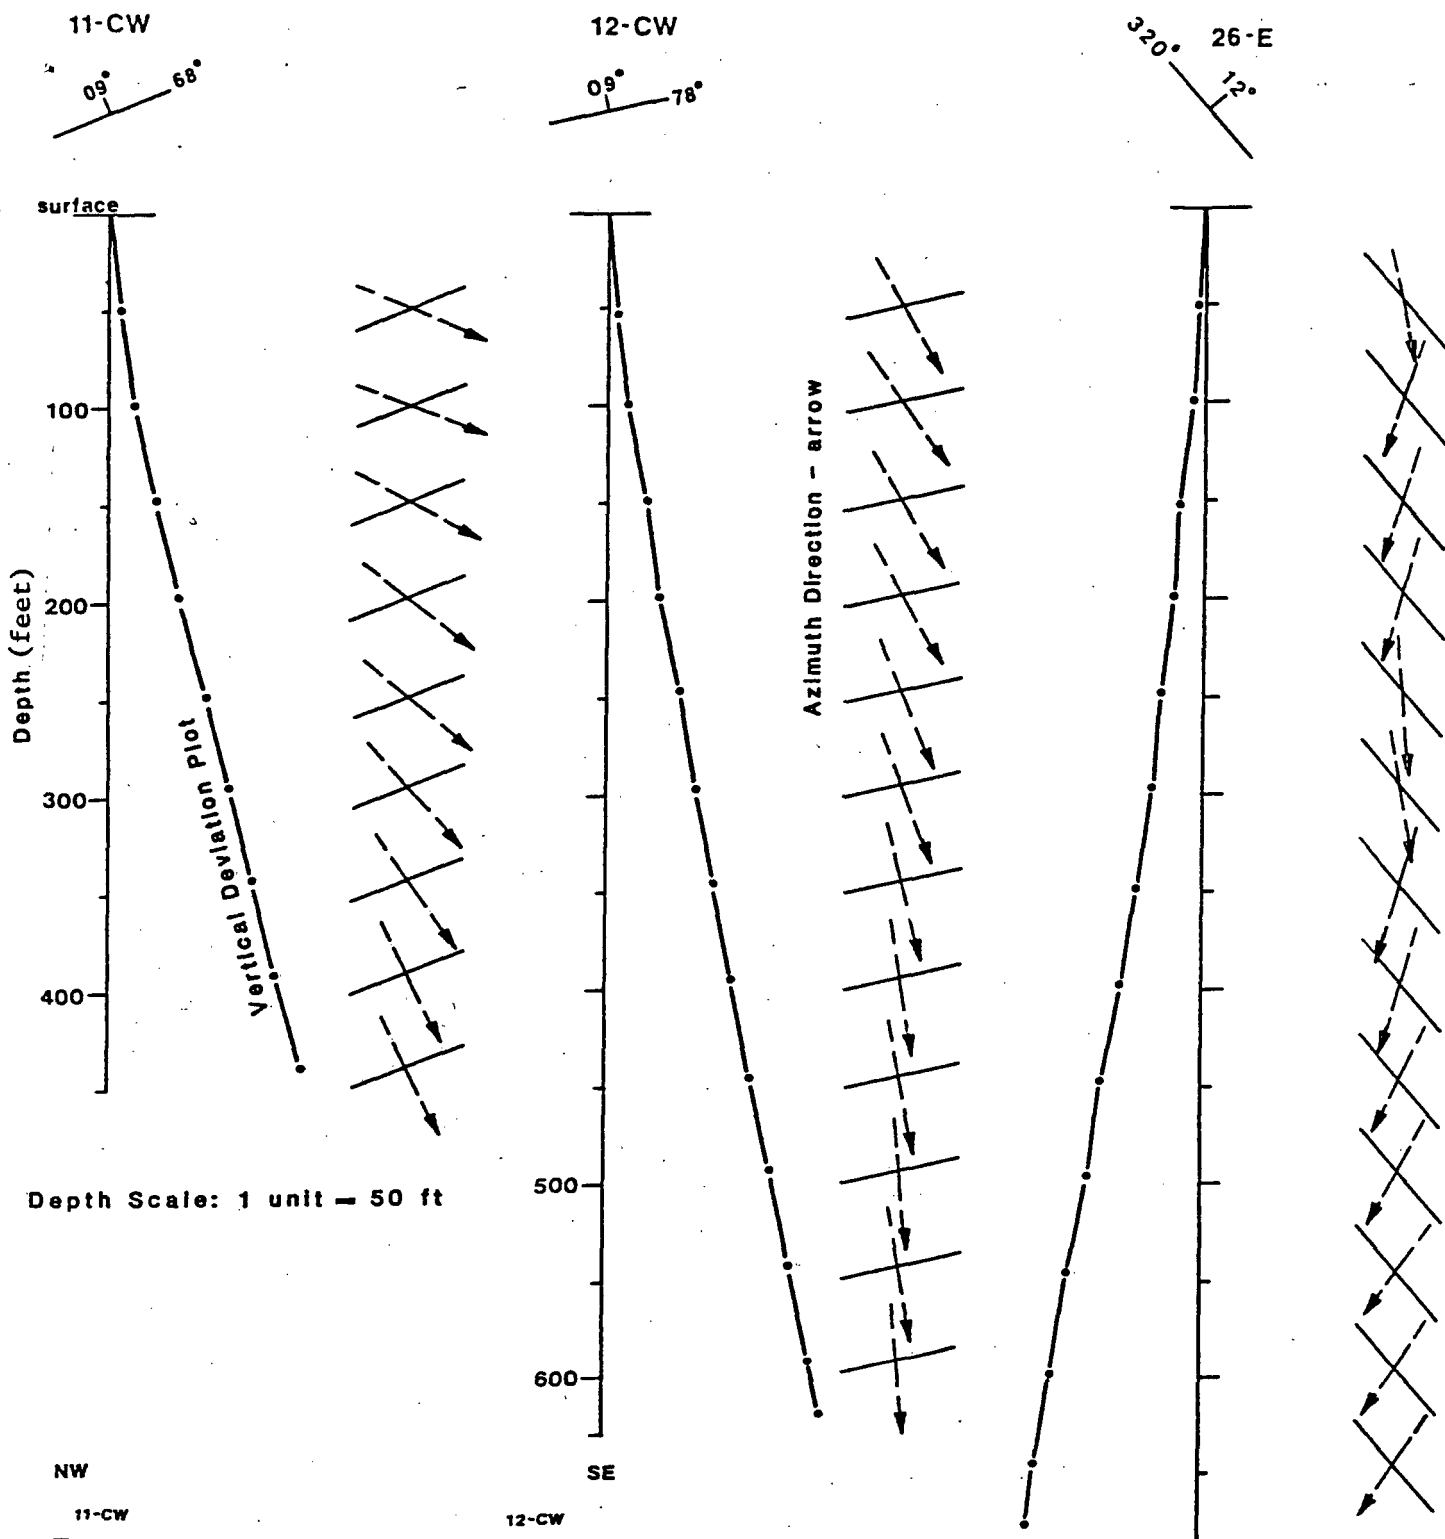 11-CW
12-CW
26-E
09°
68°
09°
78°
320°
12°
surface
100
200
300
400
Depth (feet)
Vertical Deviation Plot
Azimuth Direction - arrow
500
600
Depth Scale: 1 unit = 50 ft
NW
SE
11-CW
12-CW